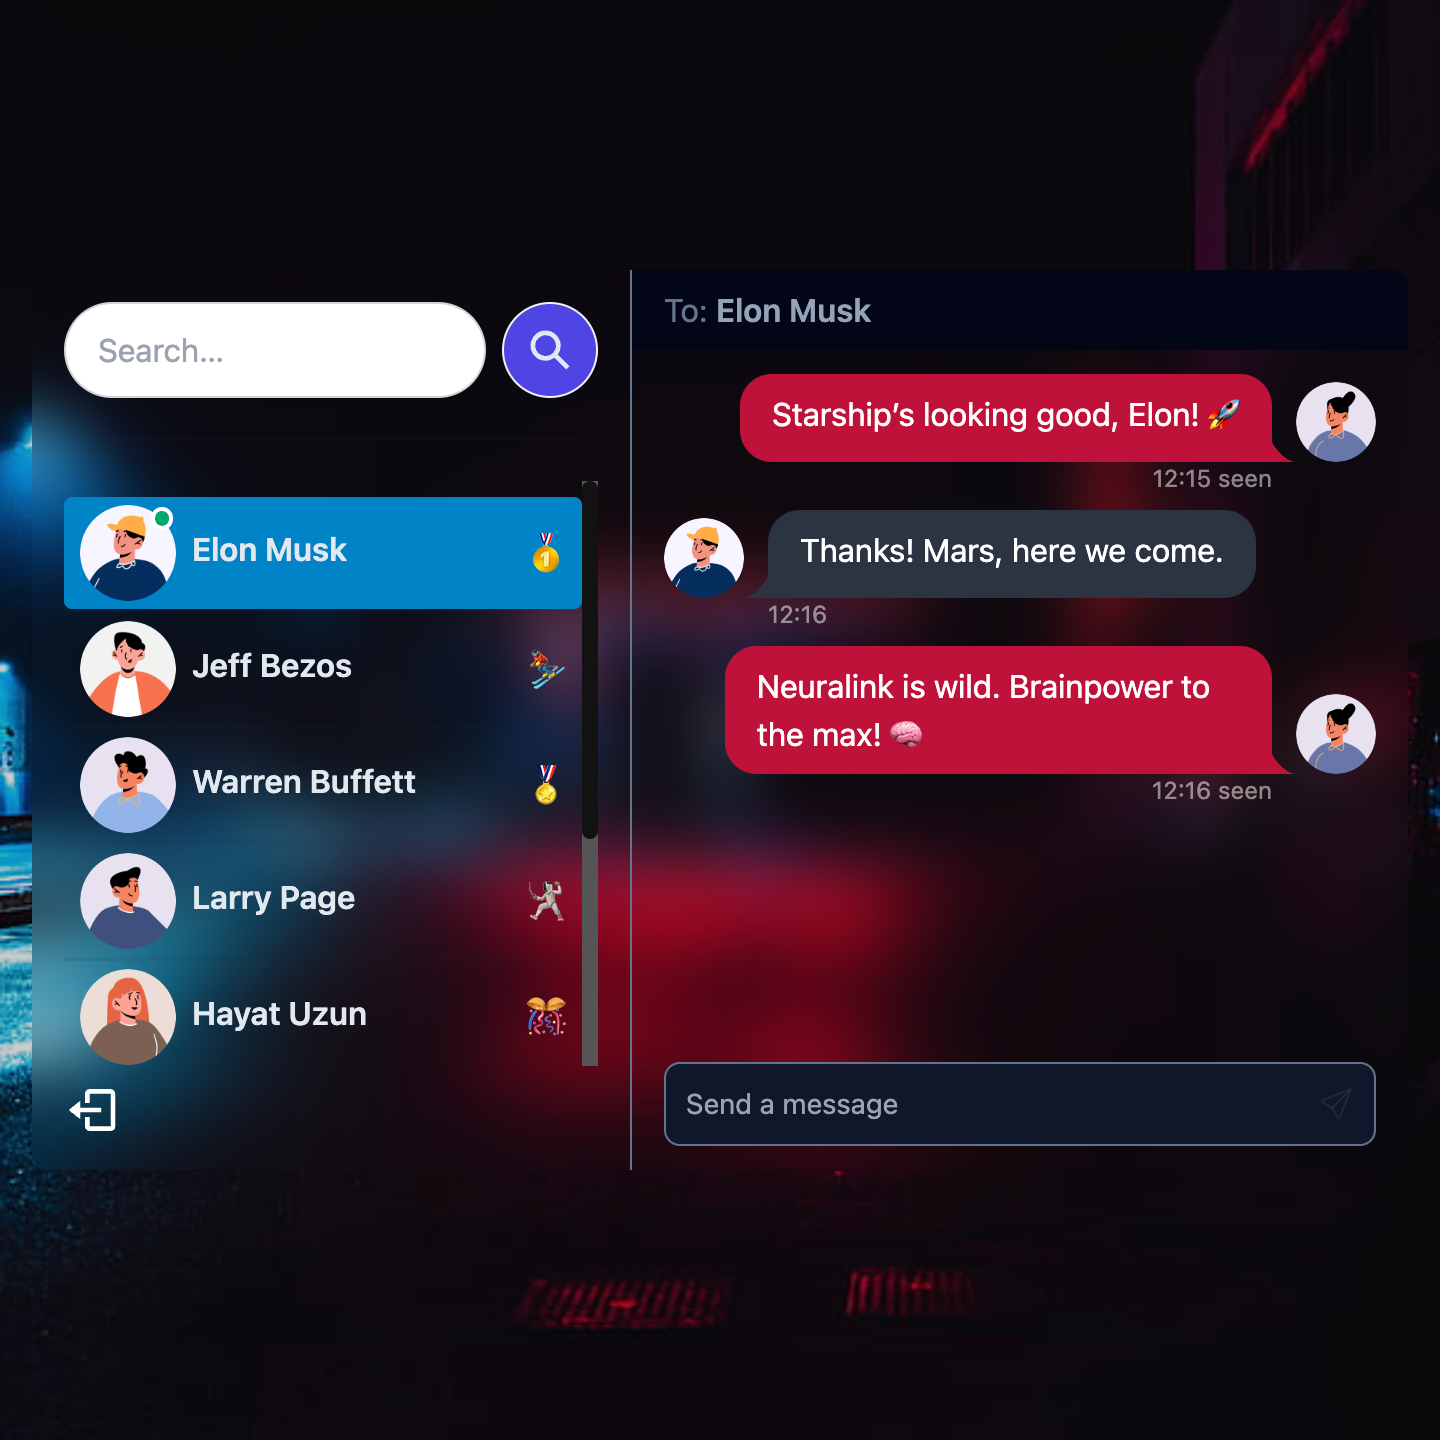 Search...
Elon Musk
Jeff Bezos
Warren Buffett
Larry Page
Hayat Uzun
To: Elon Musk
Starship’s looking good, Elon! 🚀
12:15 seen
Thanks! Mars, here we come.
12:16
Neuralink is wild. Brainpower to
the max! 🧠
12:16 seen
Send a message